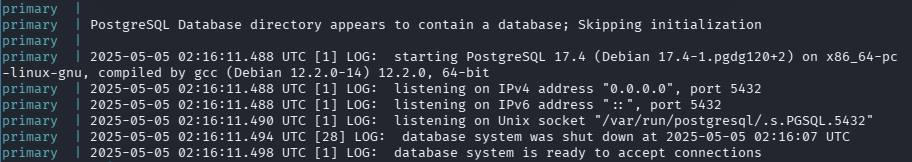 primary  |
primary  | PostgreSQL Database directory appears to contain a database; Skipping initialization
primary  |
primary  | 2025-05-05 02:16:11.488 UTC [1] LOG:  starting PostgreSQL 17.4 (Debian 17.4-1.pgdg120+2) on x86_64-pc
-linux-gnu, compiled by gcc (Debian 12.2.0-14) 12.2.0, 64-bit
primary  | 2025-05-05 02:16:11.488 UTC [1] LOG:  listening on IPv4 address "0.0.0.0", port 5432
primary  | 2025-05-05 02:16:11.488 UTC [1] LOG:  listening on IPv6 address "::", port 5432
primary  | 2025-05-05 02:16:11.490 UTC [1] LOG:  listening on Unix socket "/var/run/postgresql/.s.PGSQL.5432"
primary  | 2025-05-05 02:16:11.494 UTC [28] LOG:  database system was shut down at 2025-05-05 02:16:07 UTC
primary  | 2025-05-05 02:16:11.498 UTC [1] LOG:  database system is ready to accept connections